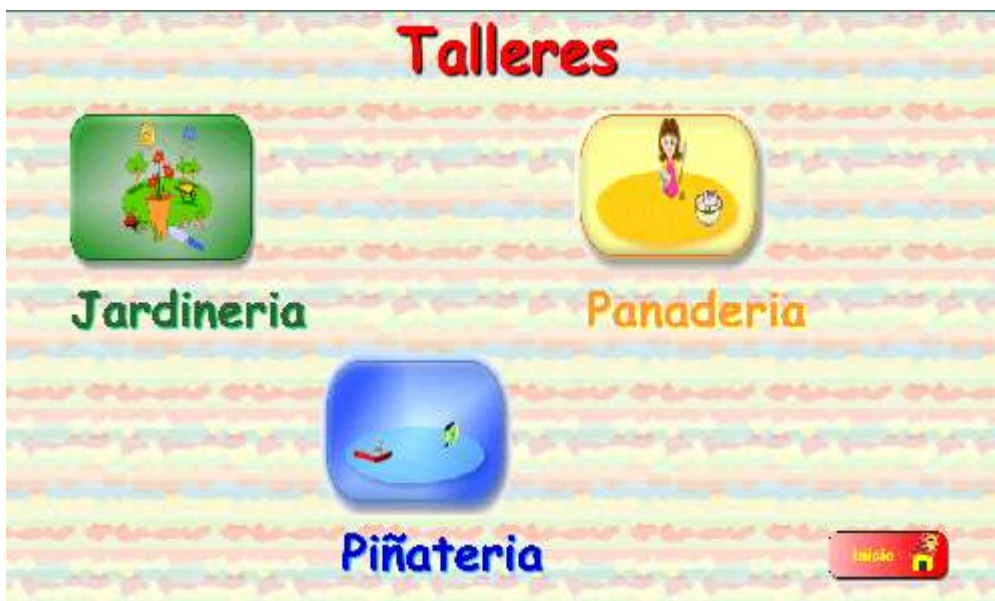 Talleres
Jardineria
Panaderia
Piñateria
Inicio